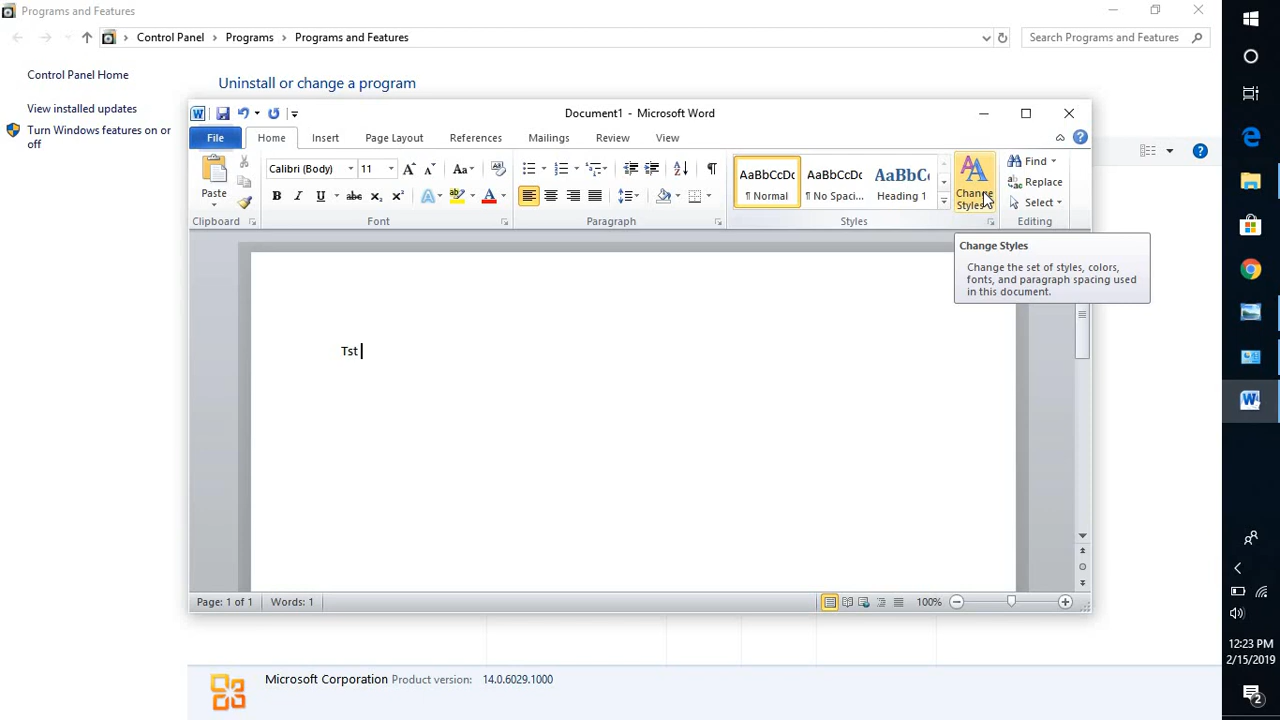 Programs and Features
Control Panel
Programs
Programs and Features
Search Programs and Features
Control Panel Home
Uninstall or change a program
View installed updates
Turn Windows features on or
off
Document1 - Microsoft Word
File
Home
Insert
Page Layout
References
Mailings
Review
View
Paste
Calibri (Body)
11
Aa
AaBbCcDc
AaBbCcDc
AaBbC
¶ Normal
¶ No Spaci...
Heading 1
Change
Styles
Find
Replace
Select
Clipboard
Font
Paragraph
Styles
Editing
Change Styles
Change the set of styles, colors,
fonts, and paragraph spacing used
in this document.
Tst
Page: 1 of 1
Words: 1
100%
Microsoft Corporation Product version: 14.0.6029.1000
12:23 PM
2/15/2019
2